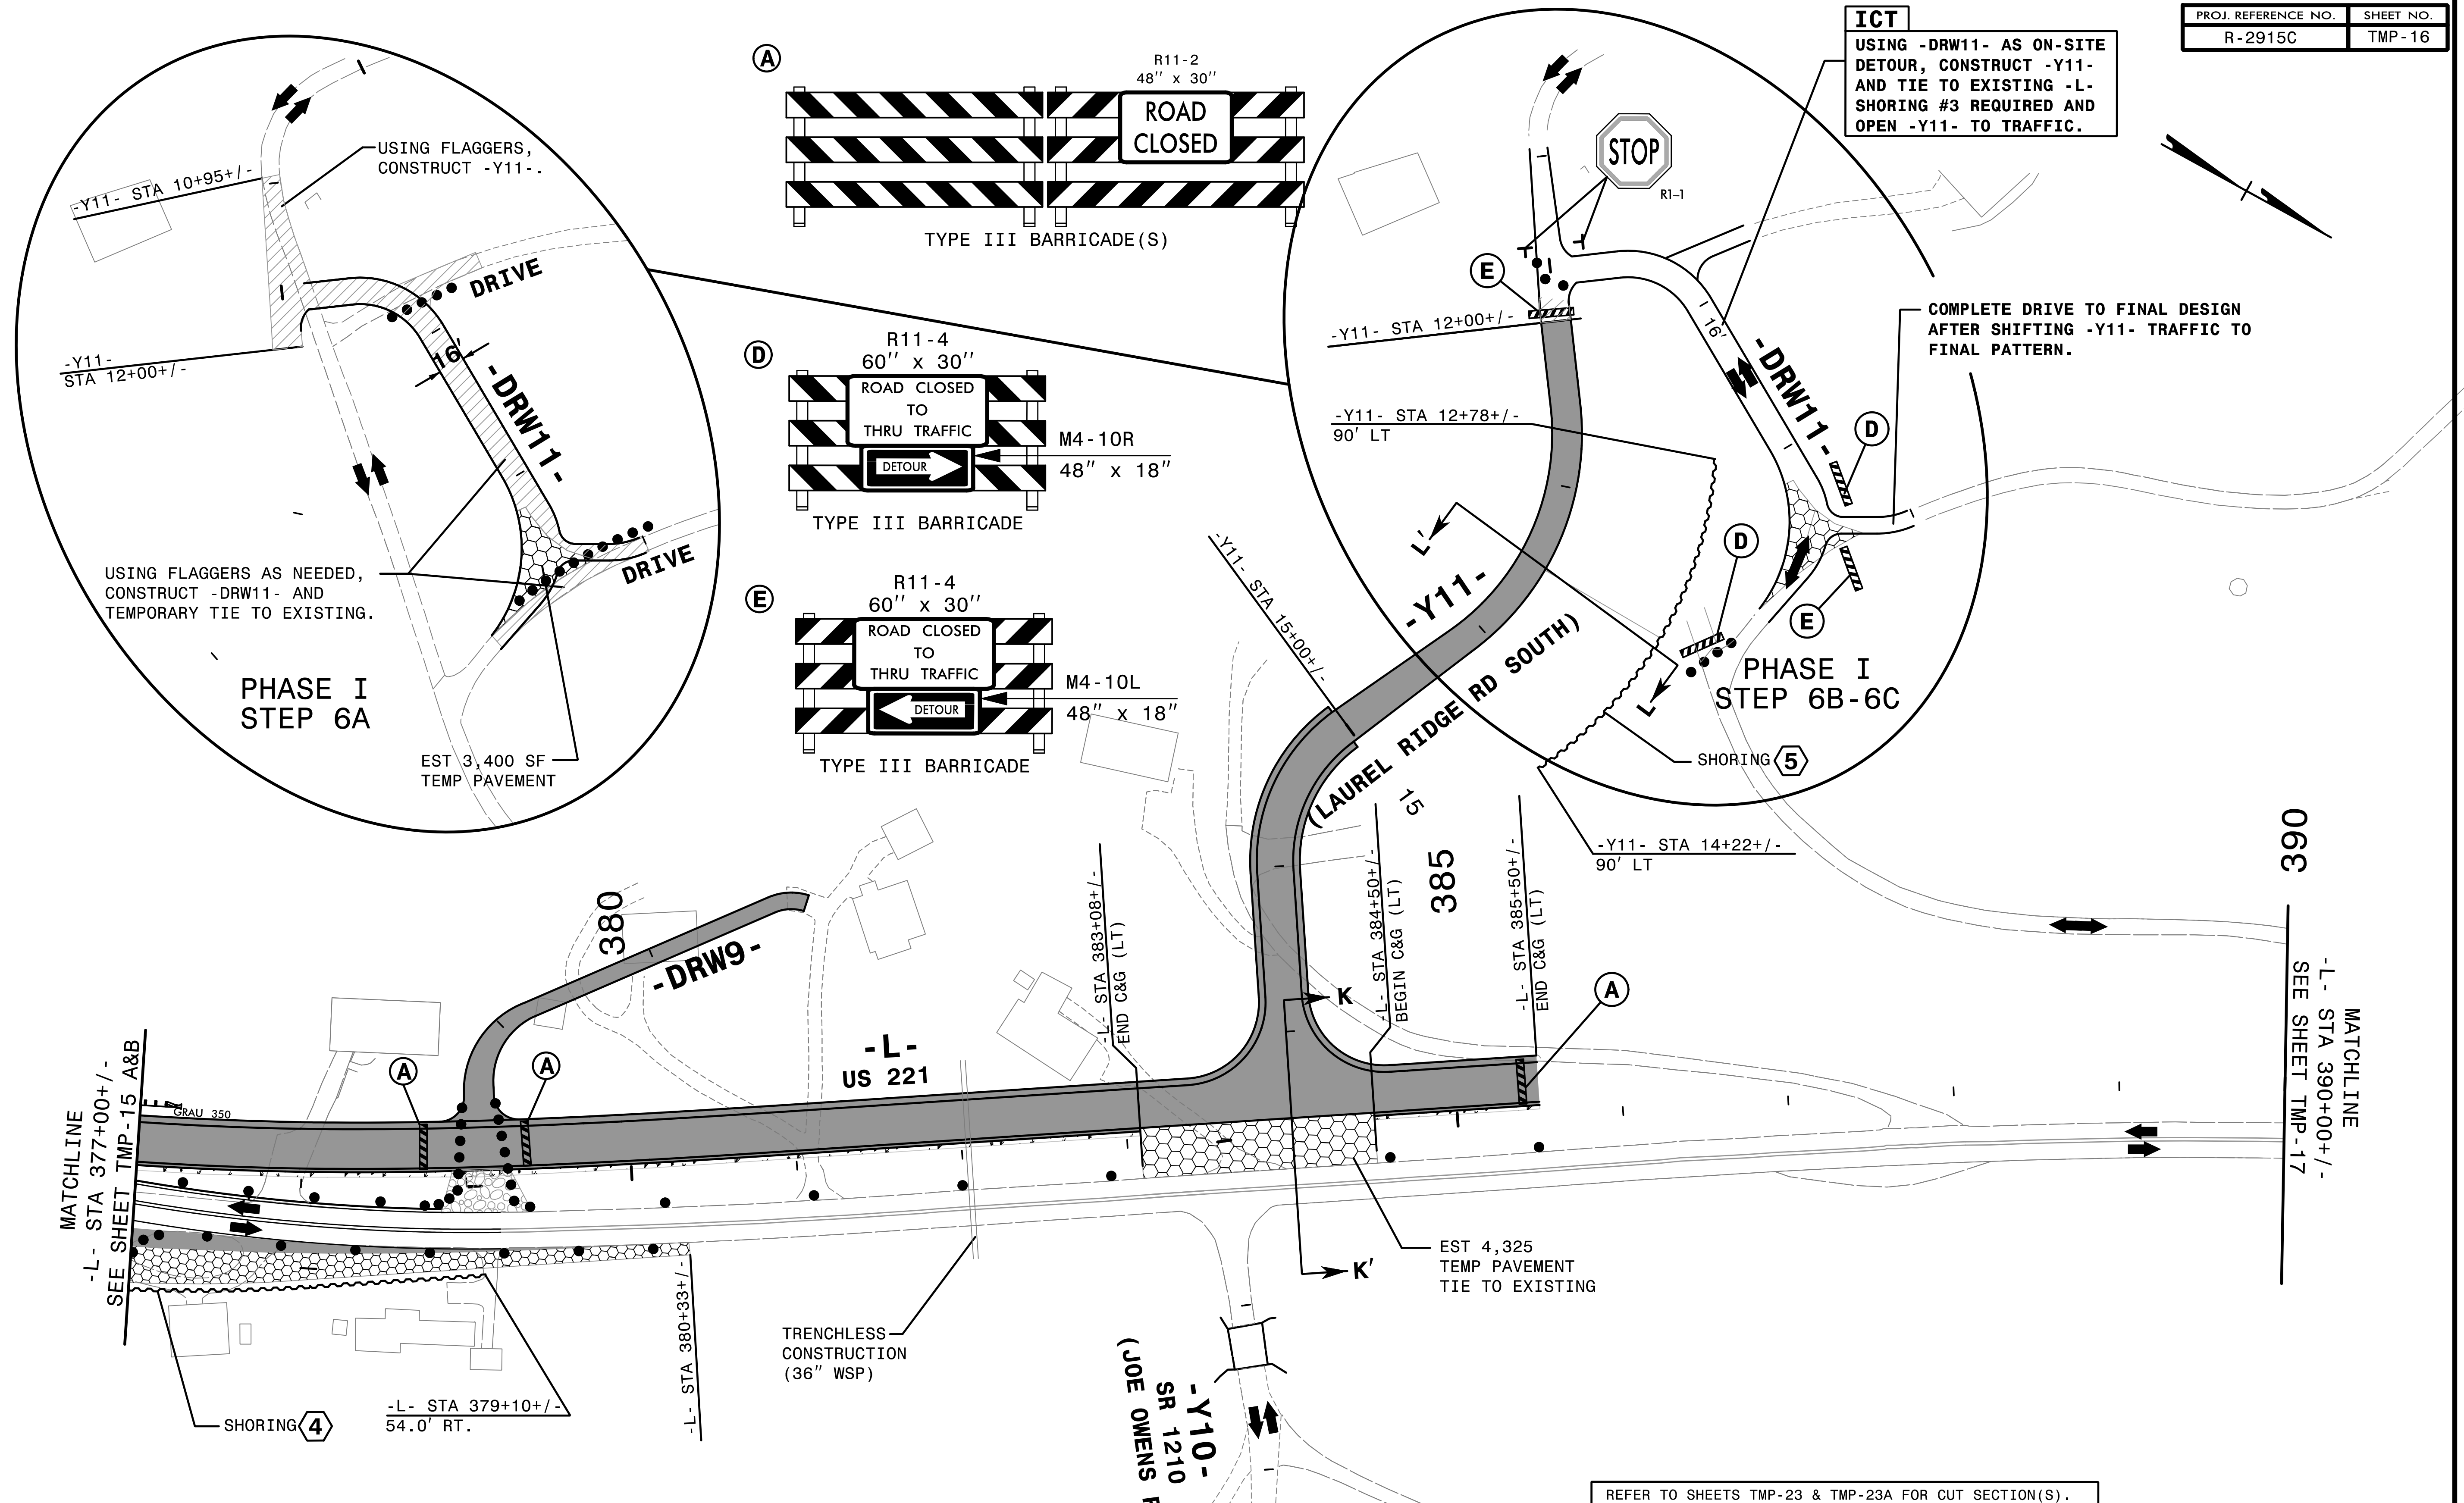 PROJ. REFERENCE NO.
SHEET NO.
R-2915C
TMP-16
ICT
USING -DRW11- AS ON-SITE
DETOUR, CONSTRUCT -Y11-
AND TIE TO EXISTING -L-
SHORING #3 REQUIRED AND
OPEN -Y11- TO TRAFFIC.
A
R11-2
48" x 30"
ROAD
CLOSED
TYPE III BARRICADE(S)
D
R11-4
60" x 30"
ROAD CLOSED
TO
THRU TRAFFIC
DETOUR
M4-10R
48" x 18"
TYPE III BARRICADE
E
R11-4
60" x 30"
ROAD CLOSED
TO
THRU TRAFFIC
DETOUR
M4-10L
48" x 18"
TYPE III BARRICADE
USING FLAGGERS,
CONSTRUCT -Y11-.
-Y11- STA 10+95+/-
DRIVE
-Y11-
STA 12+00+/-
16'
-DRW11-
DRIVE
USING FLAGGERS AS NEEDED,
CONSTRUCT -DRW11- AND
TEMPORARY TIE TO EXISTING.
PHASE I
STEP 6A
EST 3,400 SF
TEMP PAVEMENT
STOP
R1-1
E
-Y11- STA 12+00+/-
16'
-DRW11-
COMPLETE DRIVE TO FINAL DESIGN
AFTER SHIFTING -Y11- TRAFFIC TO
FINAL PATTERN.
-Y11- STA 12+78+/-
90' LT
D
L'
D
E
-Y11- STA 15+00+/-
-Y11-
(LAUREL RIDGE RD SOUTH)
L
PHASE I
STEP 6B-6C
SHORING 5
15
-Y11- STA 14+22+/-
90' LT
380
385
390
-DRW9-
-L- STA 383+08+/-
END C&G (LT)
-L- STA 384+50+/-
BEGIN C&G (LT)
-L- STA 385+50+/-
END C&G (LT)
A
K
-L-
US 221
A
A
GRAU 350
MATCHLINE
-L- STA 377+00+/-
SEE SHEET TMP-15 A&B
MATCHLINE
-L- STA 390+00+/-
SEE SHEET TMP-17
EST 4,325
TEMP PAVEMENT
TIE TO EXISTING
K'
TRENCHLESS
CONSTRUCTION
(36" WSP)
-L- STA 380+33+/-
-L- STA 379+10+/-
54.0' RT.
SHORING 4
-Y10-
SR 1210
(JOE OWENS
REFER TO SHEETS TMP-23 & TMP-23A FOR CUT SECTION(S).